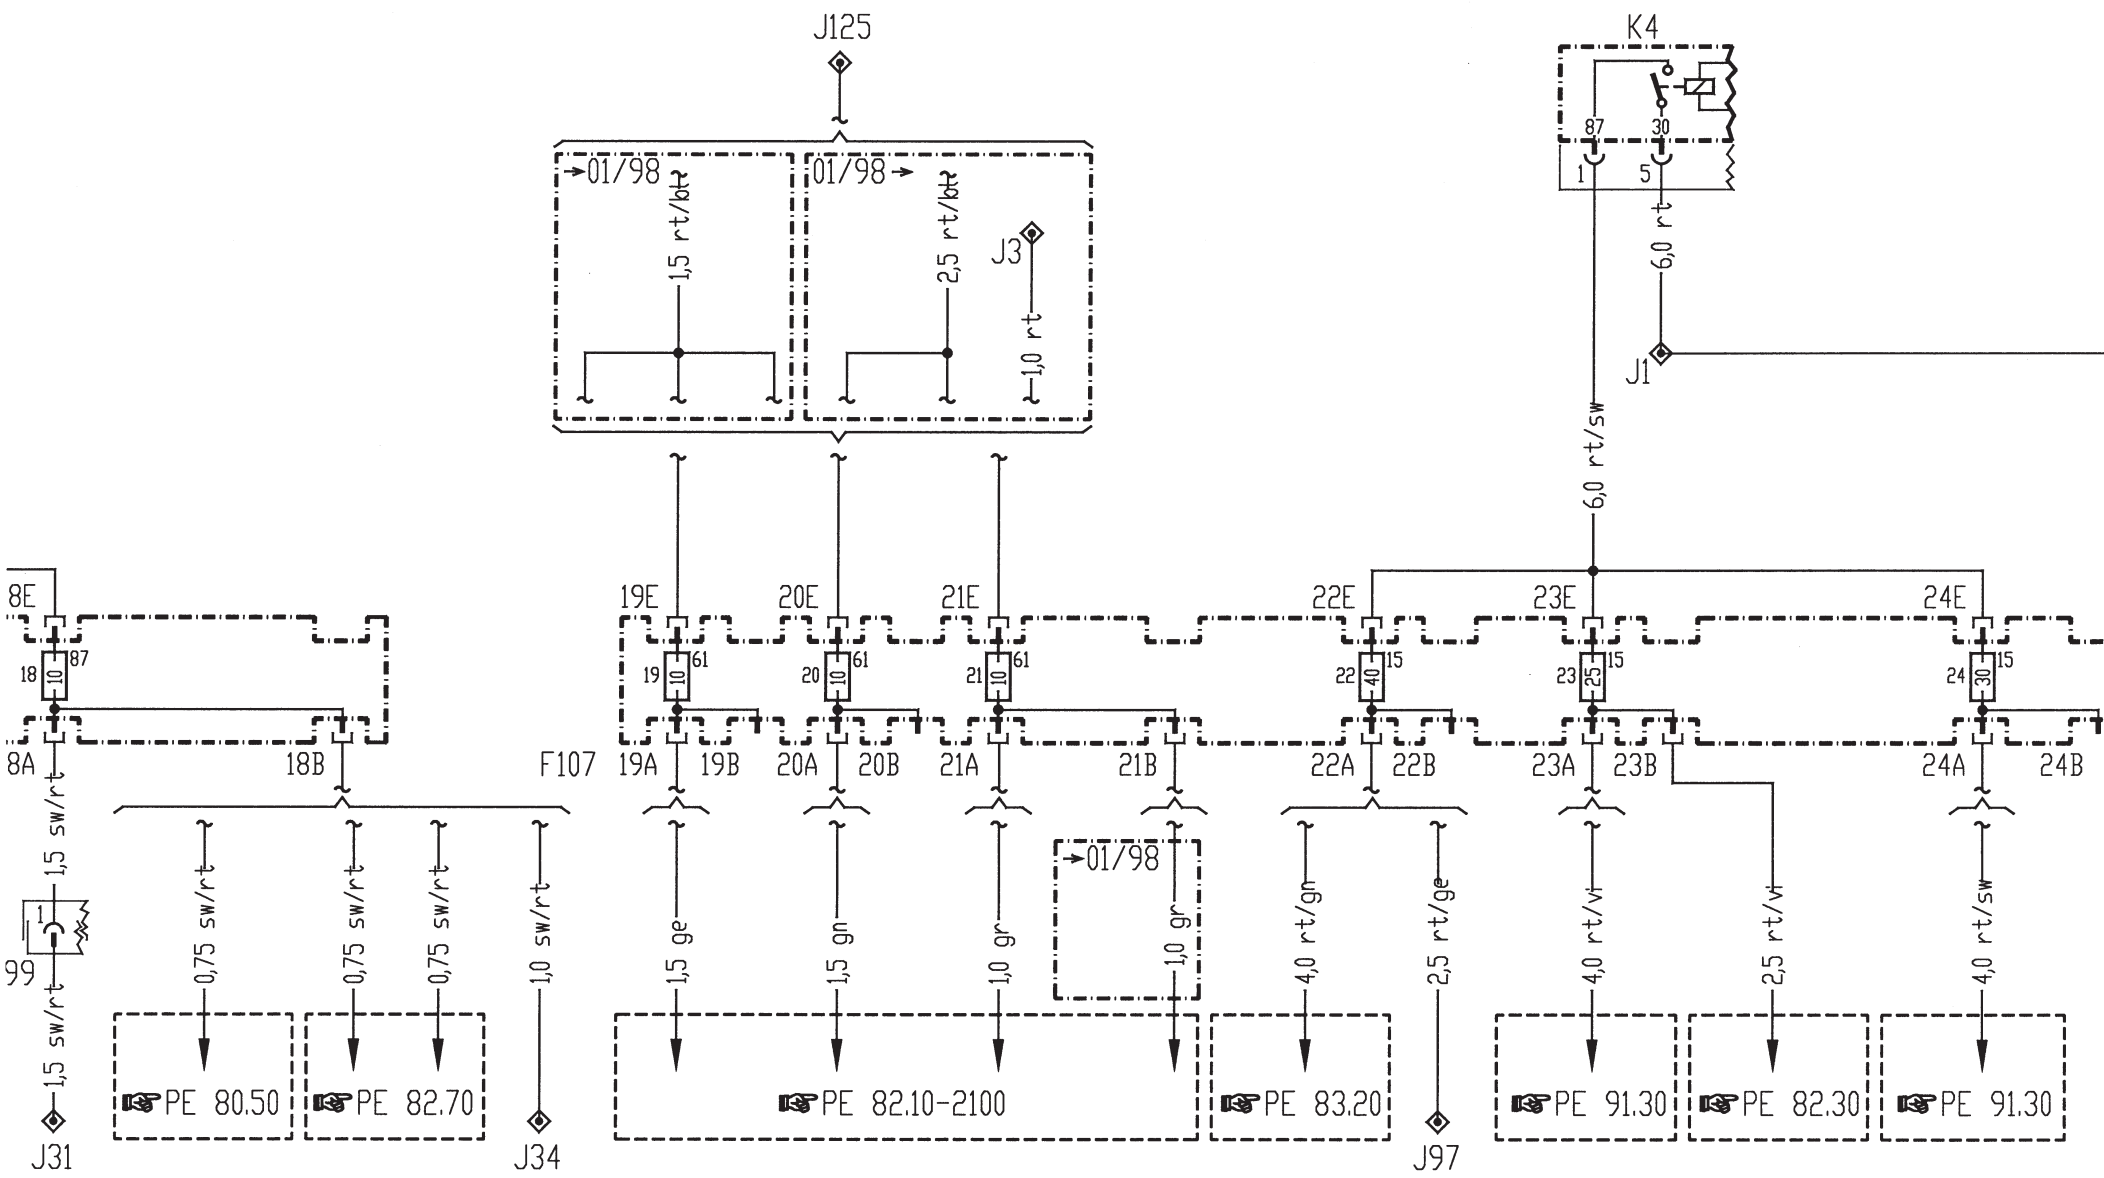 J125
K4
87
30
1
5
→01/98
01/98→
1,5 rt/bl
2,5 rt/bl
J3
1,0 rt
6,0 rt
J1
6,0 rt/sw
8E
19E
20E
21E
22E
23E
24E
18
10
87
19
10
61
20
10
61
21
10
61
22
40
15
23
25
15
24
30
15
8A
18B
F107
19A
19B
20A
20B
21A
21B
22A
22B
23A
23B
24A
24B
1,5 sw/rt
1
99
1,5 sw/rt
0,75 sw/rt
0,75 sw/rt
0,75 sw/rt
1,0 sw/rt
1,5 ge
1,5 gn
1,0 gr
→01/98
1,0 gr
4,0 rt/gn
2,5 rt/ge
4,0 rt/vi
2,5 rt/vi
4,0 rt/sw
PE 80.50
PE 82.70
PE 82.10-2100
PE 83.20
PE 91.30
PE 82.30
PE 91.30
J31
J34
J97